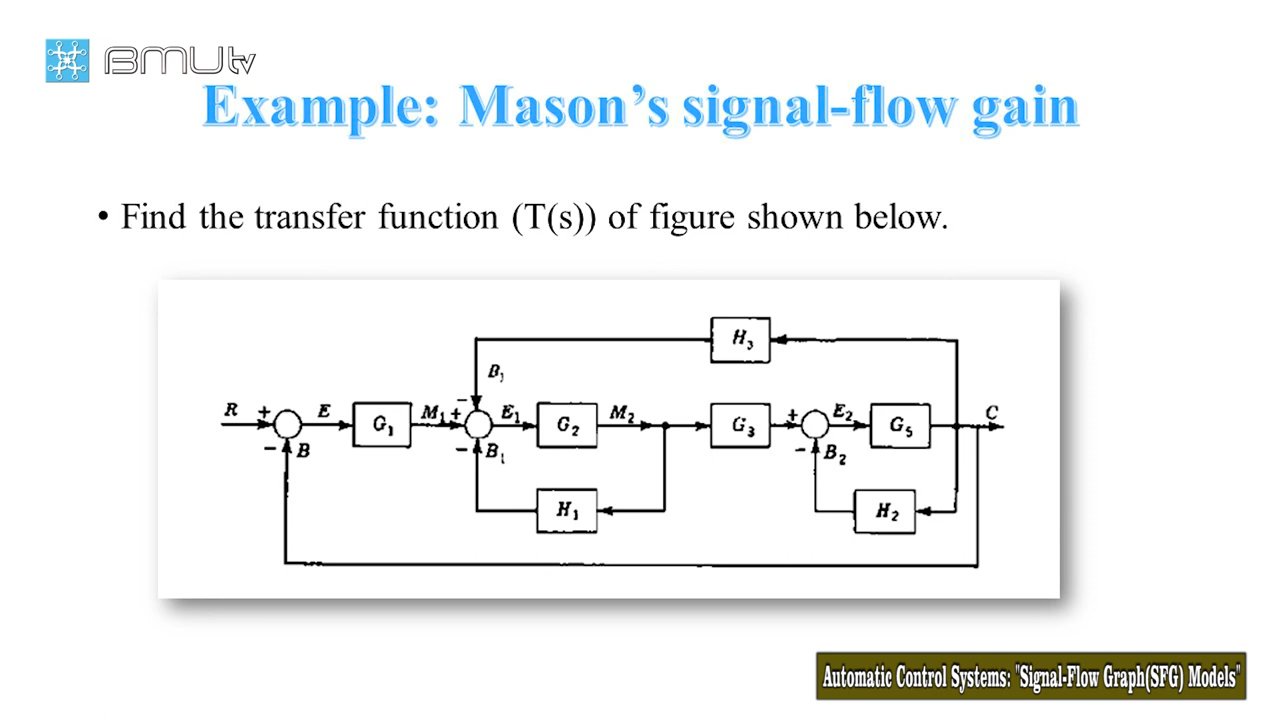 BMUtv
Example: Mason's signal-flow gain
• Find the transfer function (T(s)) of figure shown below.
H3
B1
R + E G1 M1 + E1 G2 M2 G3 + E2 G5 C
− B − B1 − B2
H1 H2
Automatic Control Systems: "Signal-Flow Graph(SFG) Models"